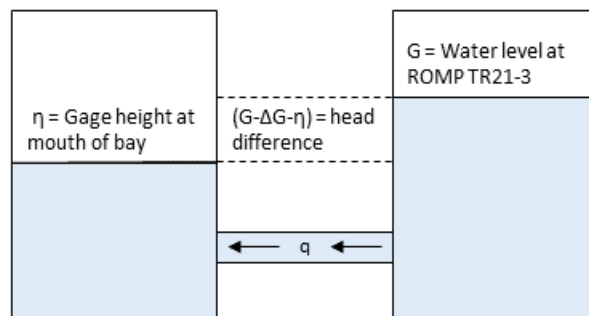 η = Gage height at
mouth of bay
(G-ΔG-η) = head
difference
G = Water level at
ROMP TR21-3
q